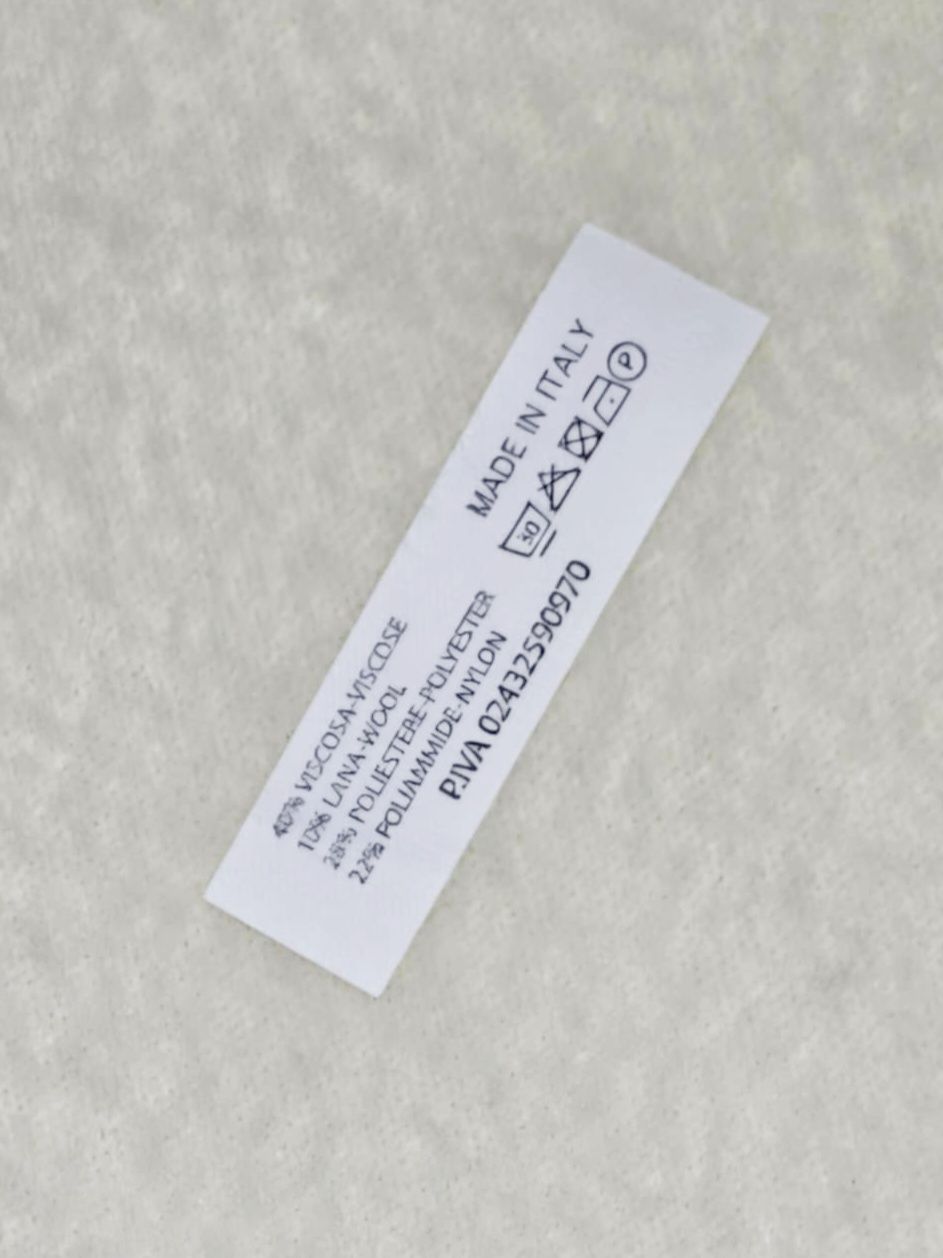 40% VISCOSA-VISCOSE
10% LANA-WOOL
28% POLIESTERE-POLYESTER
22% POLIAMMIDE-NYLON
P.IVA 02432590970
MADE IN ITALY
30
P